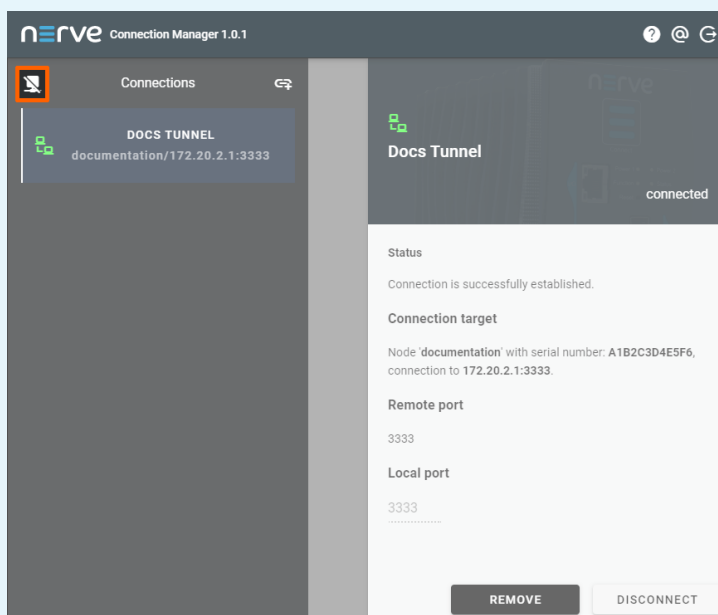 nerve Connection Manager 1.0.1
Connections
DOCS TUNNEL
documentation/172.20.2.1:3333
nerve
Docs Tunnel
connected
Status
Connection is successfully established.
Connection target
Node 'documentation' with serial number: A1B2C3D4E5F6,
connection to 172.20.2.1:3333.
Remote port
3333
Local port
3333
REMOVE DISCONNECT